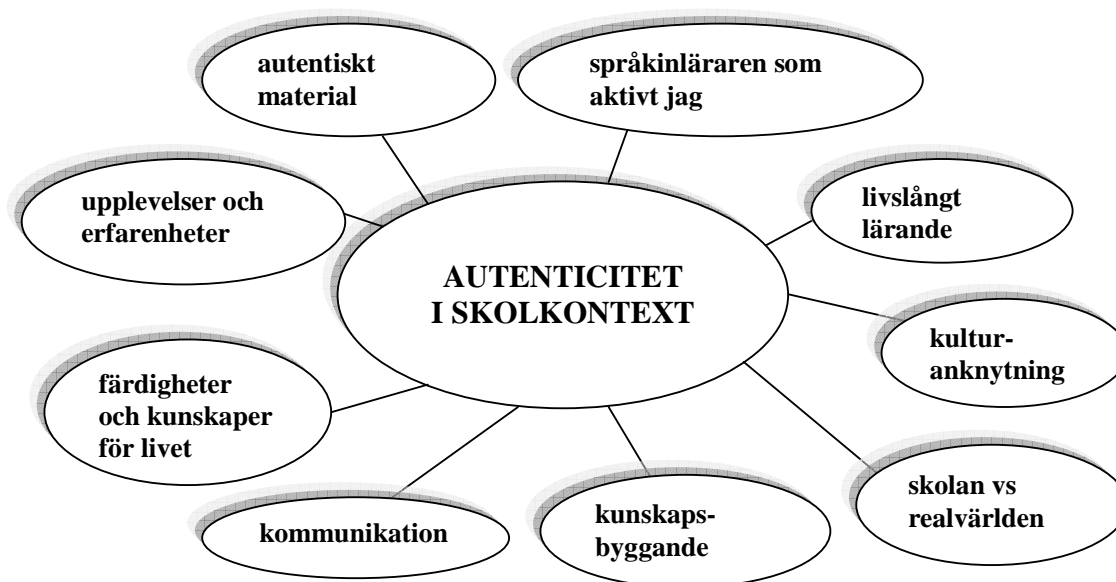 autentiskt
material
språkinläraren som
aktivt jag
upplevelser och
erfarenheter
livslångt
lärande
AUTENTICITET
I SKOLKONTEXT
kultur-
anknytning
färdigheter
och kunskaper
för livet
skolan vs
realvärlden
kommunikation
kunskaps-
byggande